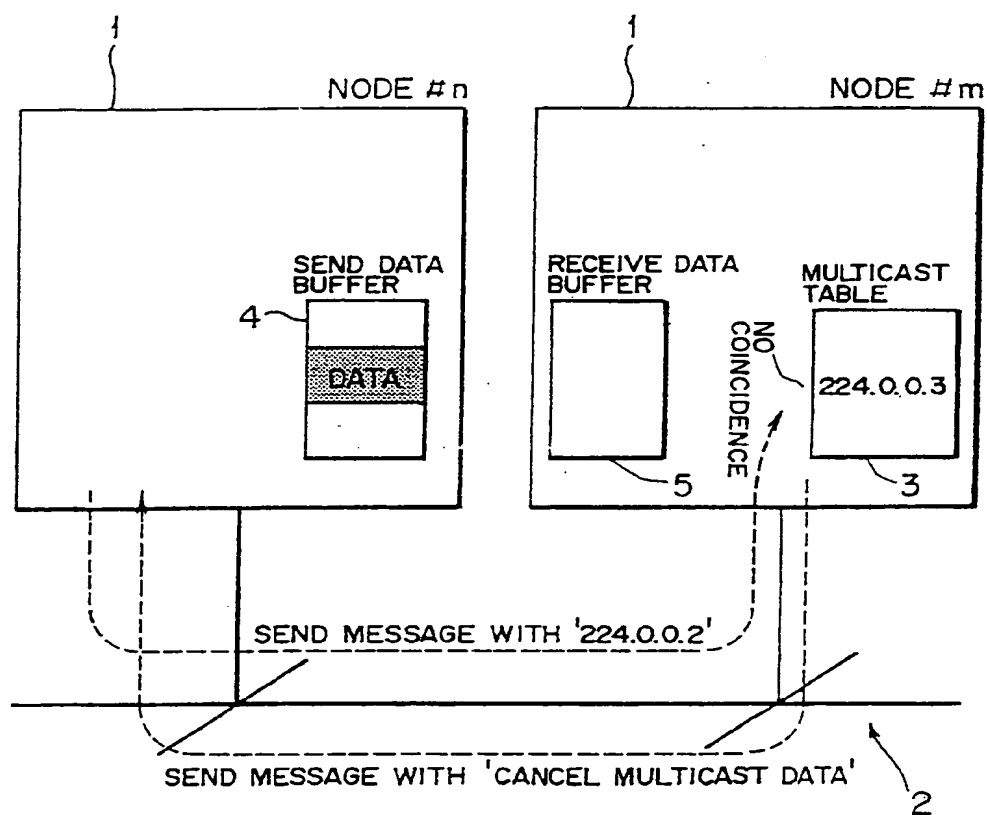 1
1
NODE #n
NODE #m
SEND DATA
BUFFER
4
DATA
RECEIVE DATA
BUFFER
5
NO
COINCIDENCE
MULTICAST
TABLE
224.0.0.3
3
SEND MESSAGE WITH '224.0.0.2'
SEND MESSAGE WITH 'CANCEL MULTICAST DATA'
2